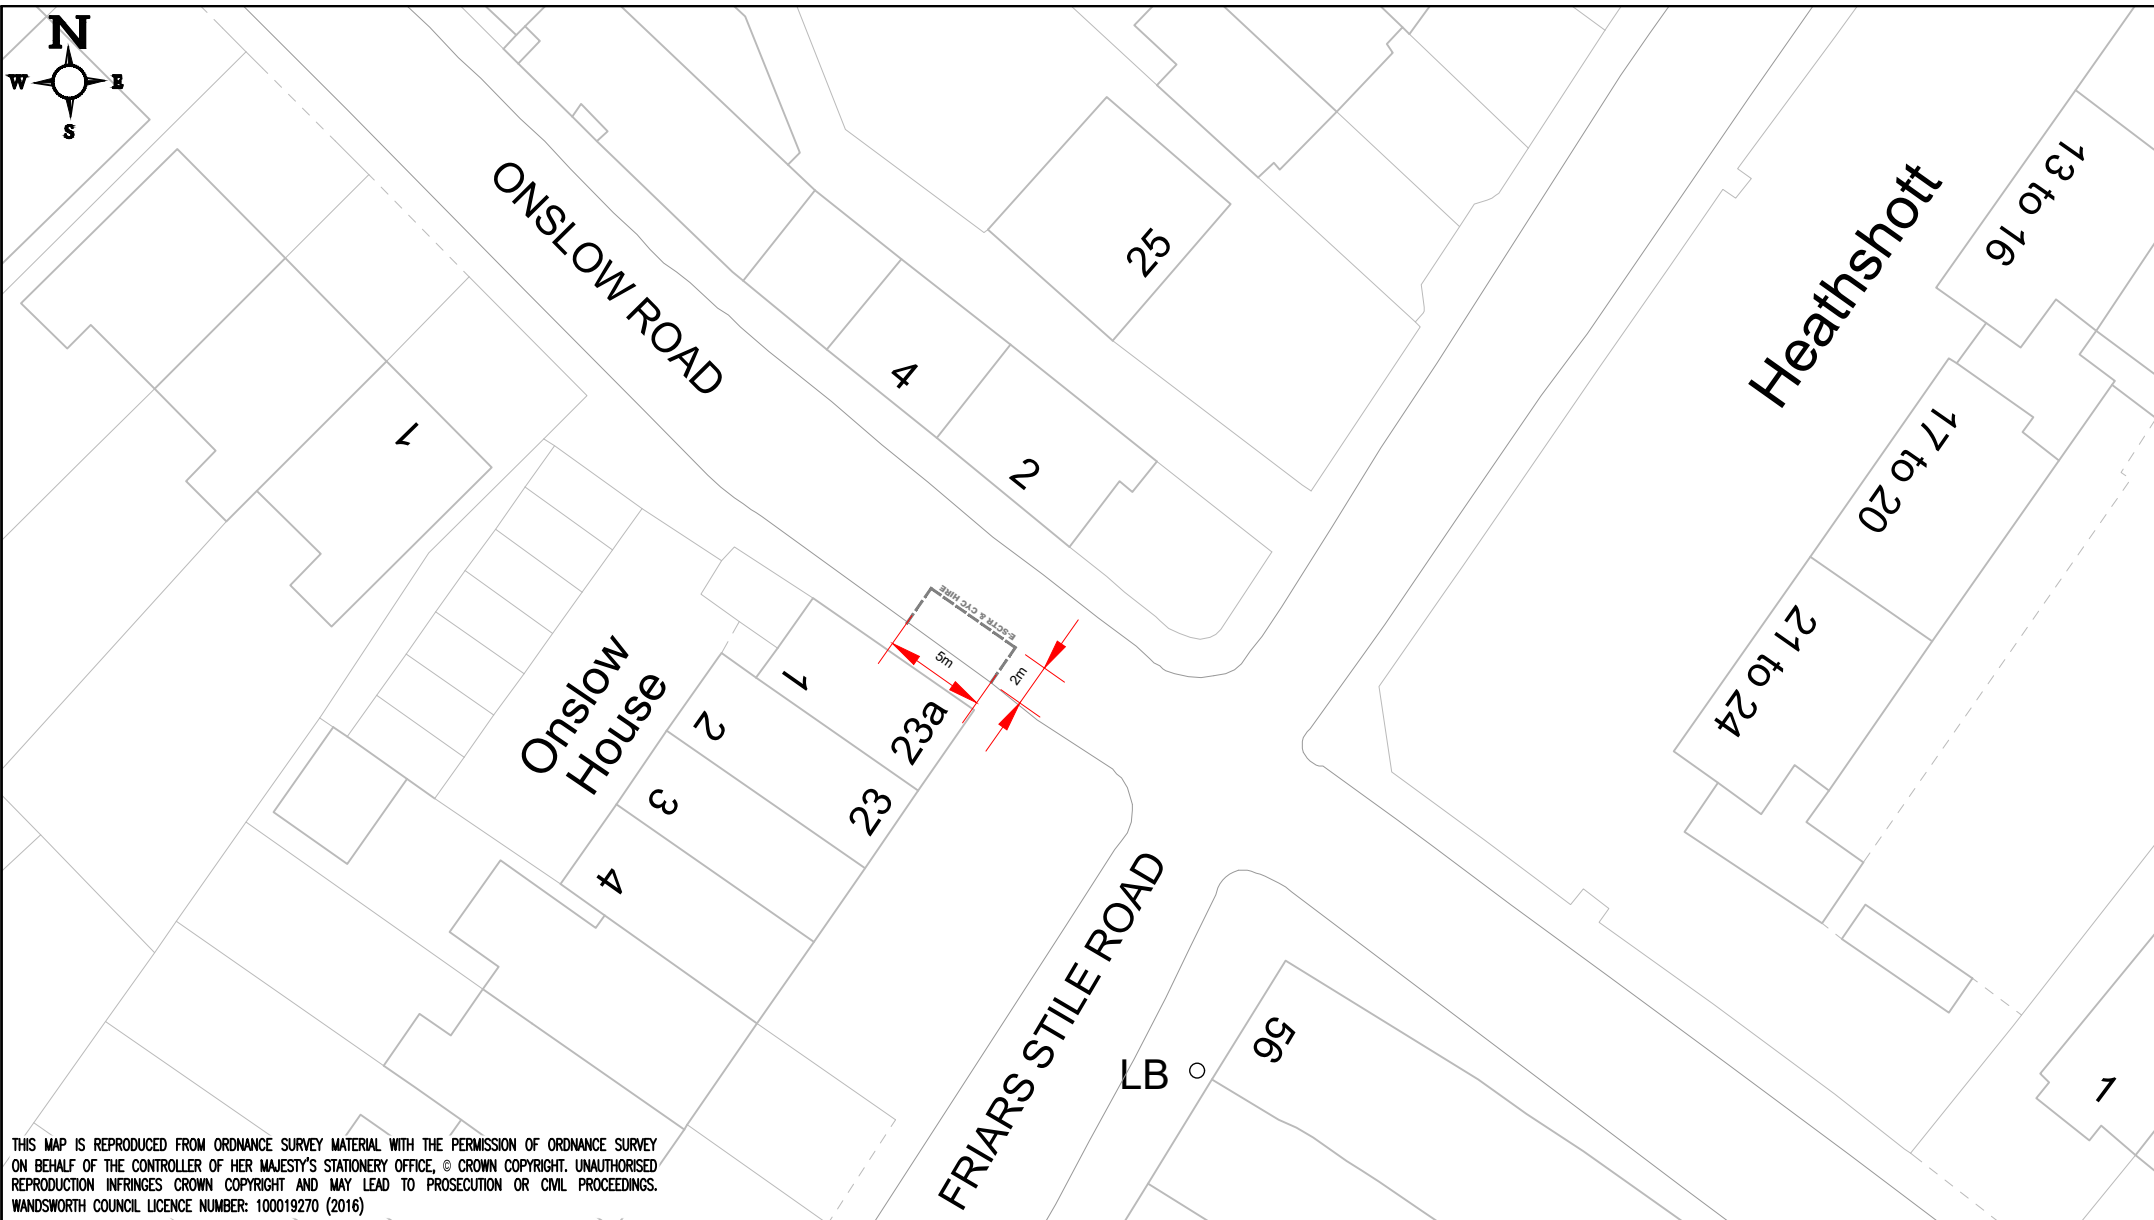 N
W E
S
ONSLOW ROAD
25
4
2
1
Heathshott
13 to 16
17 to 20
21 to 24
E-SCTR & CYC HIRE
5m
2m
Onslow
House
1
2
3
4
23a
23
FRIARS STILE ROAD
LB
56
1
THIS MAP IS REPRODUCED FROM ORDNANCE SURVEY MATERIAL WITH THE PERMISSION OF ORDNANCE SURVEY
ON BEHALF OF THE CONTROLLER OF HER MAJESTY'S STATIONERY OFFICE, © CROWN COPYRIGHT. UNAUTHORISED
REPRODUCTION INFRINGES CROWN COPYRIGHT AND MAY LEAD TO PROSECUTION OR CIVIL PROCEEDINGS.
WANDSWORTH COUNCIL LICENCE NUMBER: 100019270 (2016)